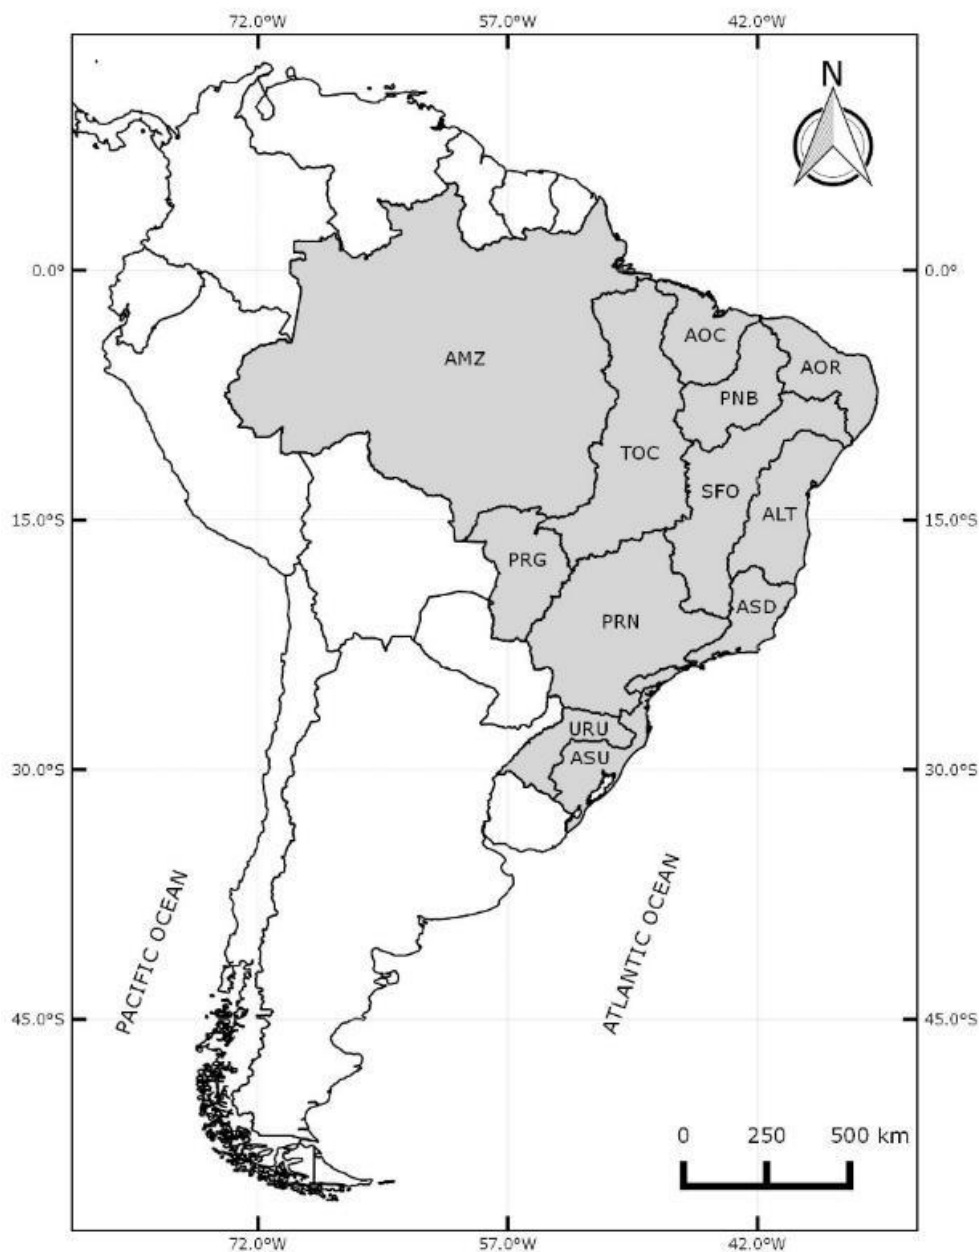 72.0°W 57.0°W 42.0°W
N
0.0° 0.0°
AOC
AMZ
AOR
PNB
TOC
SFO
15.0°S 15.0°S
ALT
PRG
ASD
PRN
URU
ASU
30.0°S 30.0°S
PACIFIC OCEAN
ATLANTIC OCEAN
45.0°S 45.0°S
0 250 500 km
72.0°W 57.0°W 42.0°W